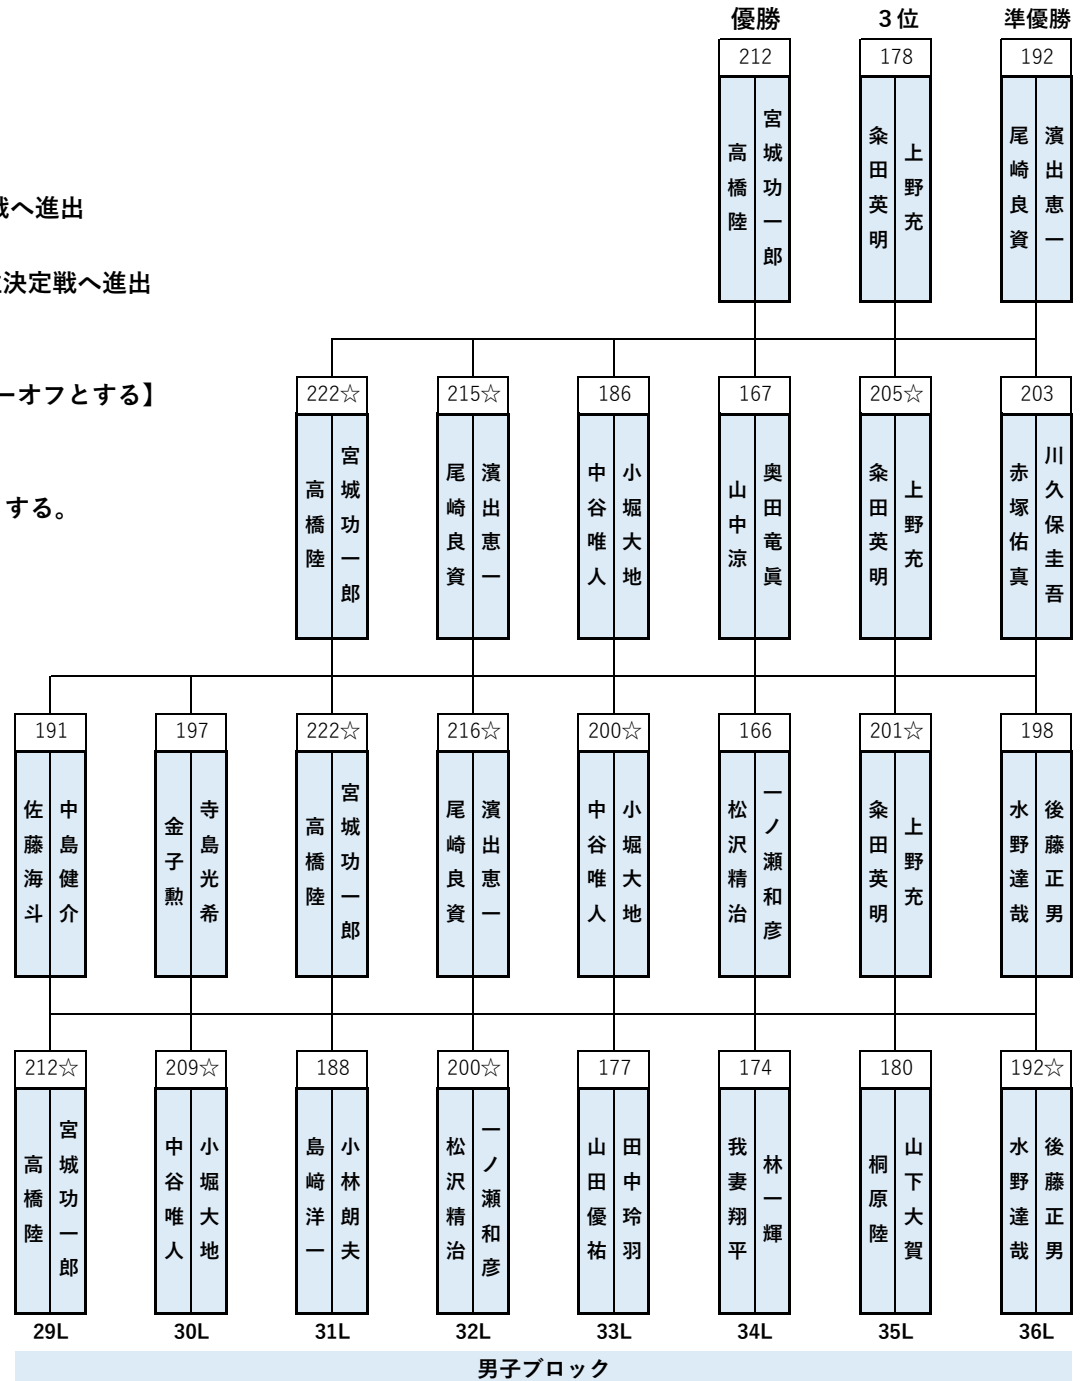 優勝 ３位 準優勝
212 178 192
高橋陸 宮城功一郎 粂田英明 上野充 尾崎良資 濱出恵一
戦へ進出
決定戦へ進出
ーオフとする】
する。
222☆ 215☆ 186 167 205☆ 203
高橋陸 宮城功一郎 尾崎良資 濱出恵一 中谷唯人 小堀大地 山中涼 奥田竜眞 粂田英明 上野充 赤塚佑真 川久保圭吾
191 197 222☆ 216☆ 200☆ 166 201☆ 198
佐藤海斗 中島健介 金子勲 寺島光希 高橋陸 宮城功一郎 尾崎良資 濱出恵一 中谷唯人 小堀大地 松沢精治 一ノ瀬和彦 粂田英明 上野充 水野達哉 後藤正男
212☆ 209☆ 188 200☆ 177 174 180 192☆
高橋陸 宮城功一郎 中谷唯人 小堀大地 島﨑洋一 小林朗夫 松沢精治 一ノ瀬和彦 山田優祐 田中玲羽 我妻翔平 林一輝 桐原陸 山下大賀 水野達哉 後藤正男
29L 30L 31L 32L 33L 34L 35L 36L
男子ブロック